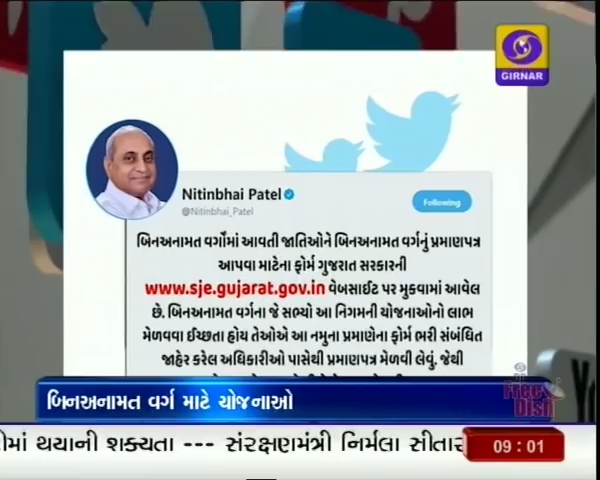 GIRNAR
Nitinbhai Patel
@Nitinbhai_Patel
Following
બિનઅનામત વર્ગોમાં આવતી જાતિઓને બિનઅનામત વર્ગનું પ્રમાણપત્ર
આપવા માટેના ફોર્મ ગુજરાત સરકારની
www.sje.gujarat.gov.in વેબસાઈટ પર મુકવામાં આવેલ
છે. બિનઅનામત વર્ગના જે સભ્યો આ નિગમની યોજનાઓનો લાભ
મેળવવા ઈચ્છતા હોય તેઓએ આ નમુના પ્રમાણેના ફોર્મ ભરી સંબંધિત
જાહેર કરેલ અધિકારીઓ પાસેથી પ્રમાણપત્ર મેળવી લેવું. જેથી
બિનઅનામત વર્ગ માટે યોજનાઓ
Free
Dish
થયાની શક્યતા --- સંરક્ષણમંત્રી નિર્મલા
09:01